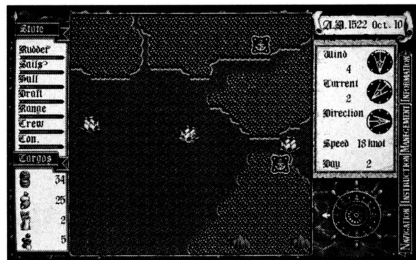 State
Rudder
Sails
Hull
Draft
Range
Crew
Con.
Cargos
34
25
2
5
A.D.1522 Oct. 10
Wind
4
Current
2
Direction
Speed 18 knot
Day 2
NAVIGATION INSTRUCTION MANAGEMENT INFORMATION